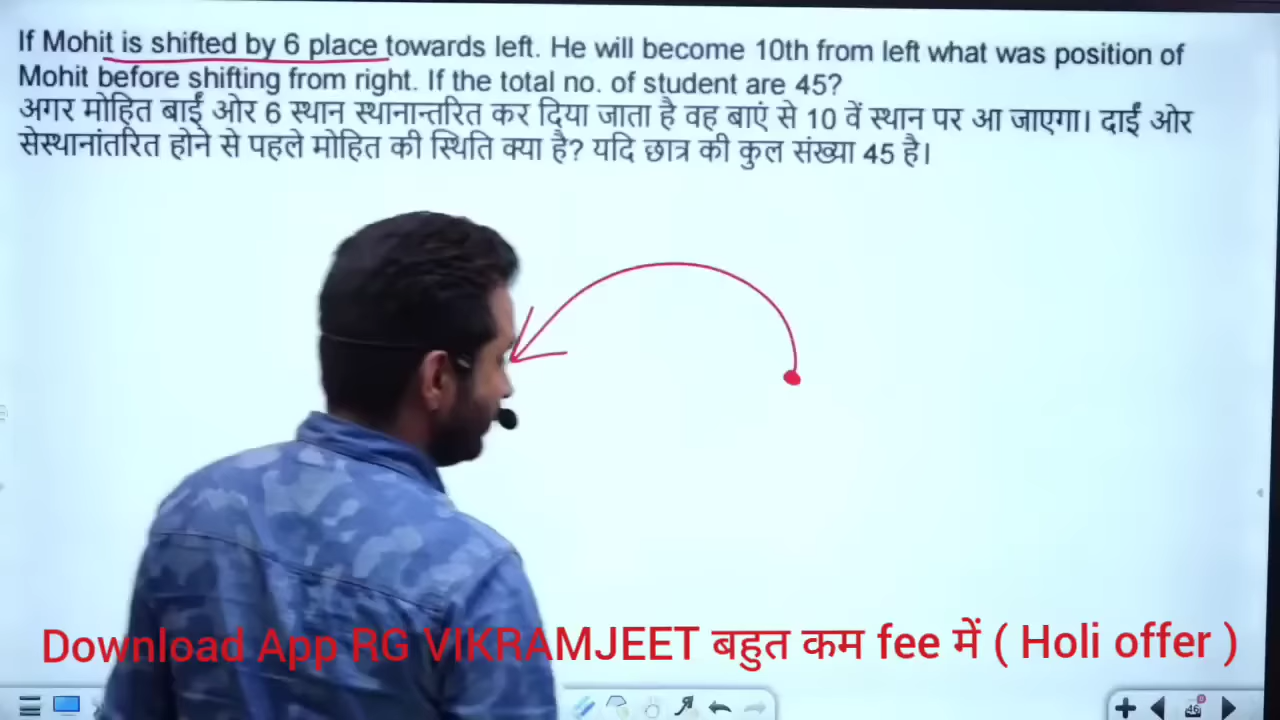 If Mohit is shifted by 6 place towards left. He will become 10th from left what was position of
Mohit before shifting from right. If the total no. of student are 45?
अगर मोहित बाईं ओर 6 स्थान स्थानान्तरित कर दिया जाता है वह बाएं से 10 वें स्थान पर आ जाएगा। दाईं ओर
सेस्थानांतरित होने से पहले मोहित की स्थिति क्या है? यदि छात्र की कुल संख्या 45 है।
Download App RG VIKRAMJEET बहुत कम fee में ( Holi offer )
46